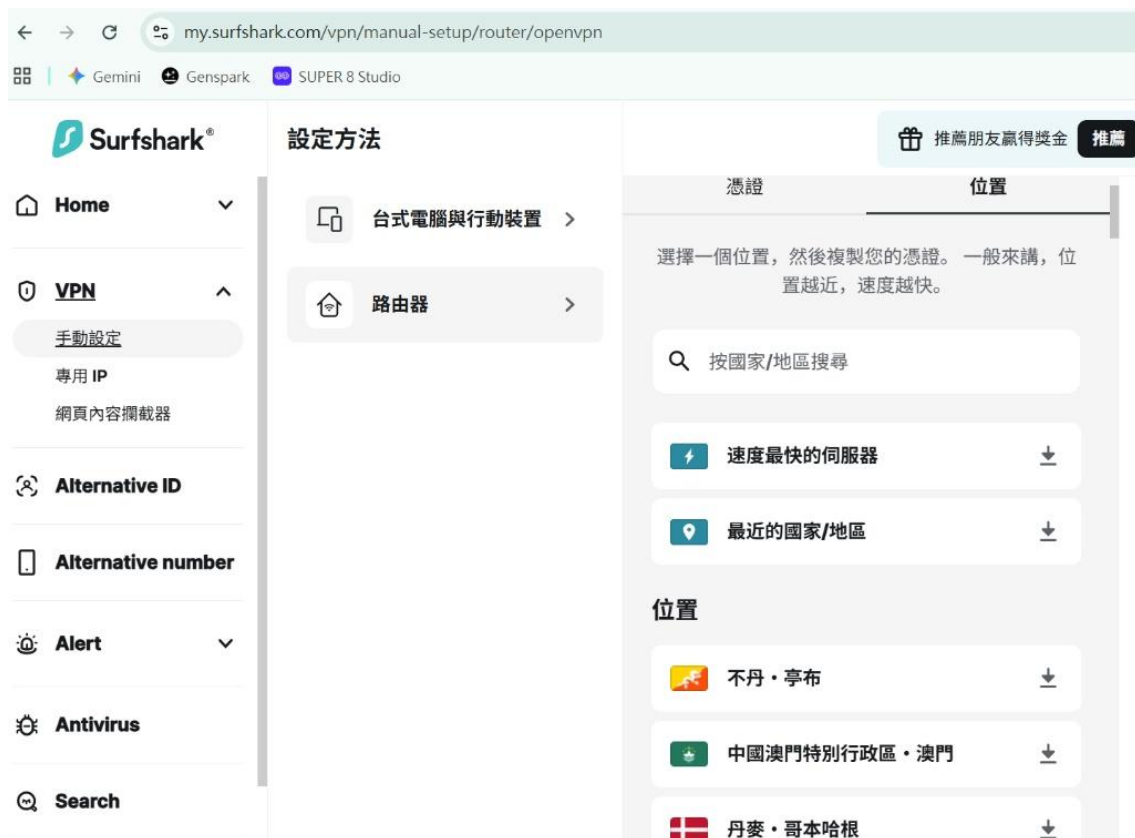 my.surfshark.com/vpn/manual-setup/router/openvpn
Gemini
Genspark
SUPER 8 Studio
Surfshark®
Home
VPN
手動設定
專用 IP
網頁內容攔截器
Alternative ID
Alternative number
Alert
Antivirus
Search
設定方法
台式電腦與行動裝置
路由器
推薦朋友贏得獎金
推薦
憑證
位置
選擇一個位置，然後複製您的憑證。 一般來講，位
置越近，速度越快。
按國家/地區搜尋
速度最快的伺服器
最近的國家/地區
位置
不丹・亭布
中國澳門特別行政區・澳門
丹麥・哥本哈根